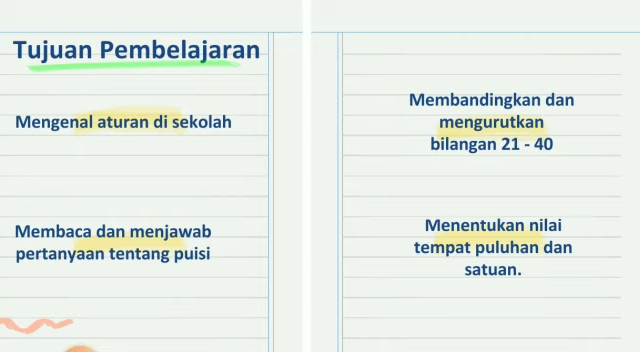 Tujuan Pembelajaran
Mengenal aturan di sekolah
Membaca dan menjawab
pertanyaan tentang puisi
Membandingkan dan
mengurutkan
bilangan 21 - 40
Menentukan nilai
tempat puluhan dan
satuan.